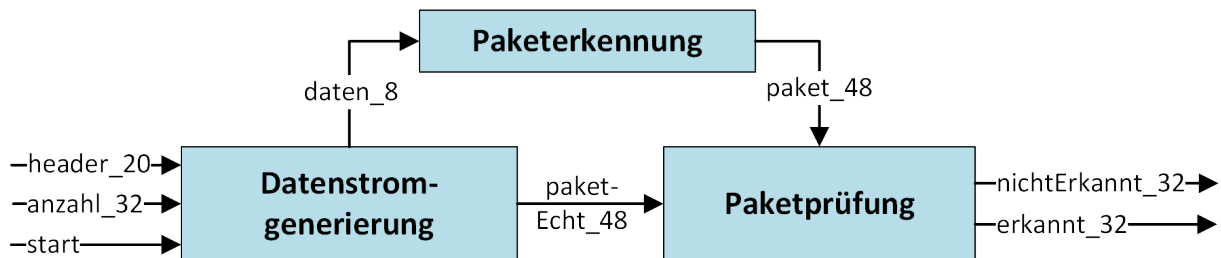 Paketerkennung
daten_8
paket_48
header_20
anzahl_32
start
Datenstrom-
generierung
paket-
Echt_48
Paketprüfung
nichtErkannt_32
erkannt_32